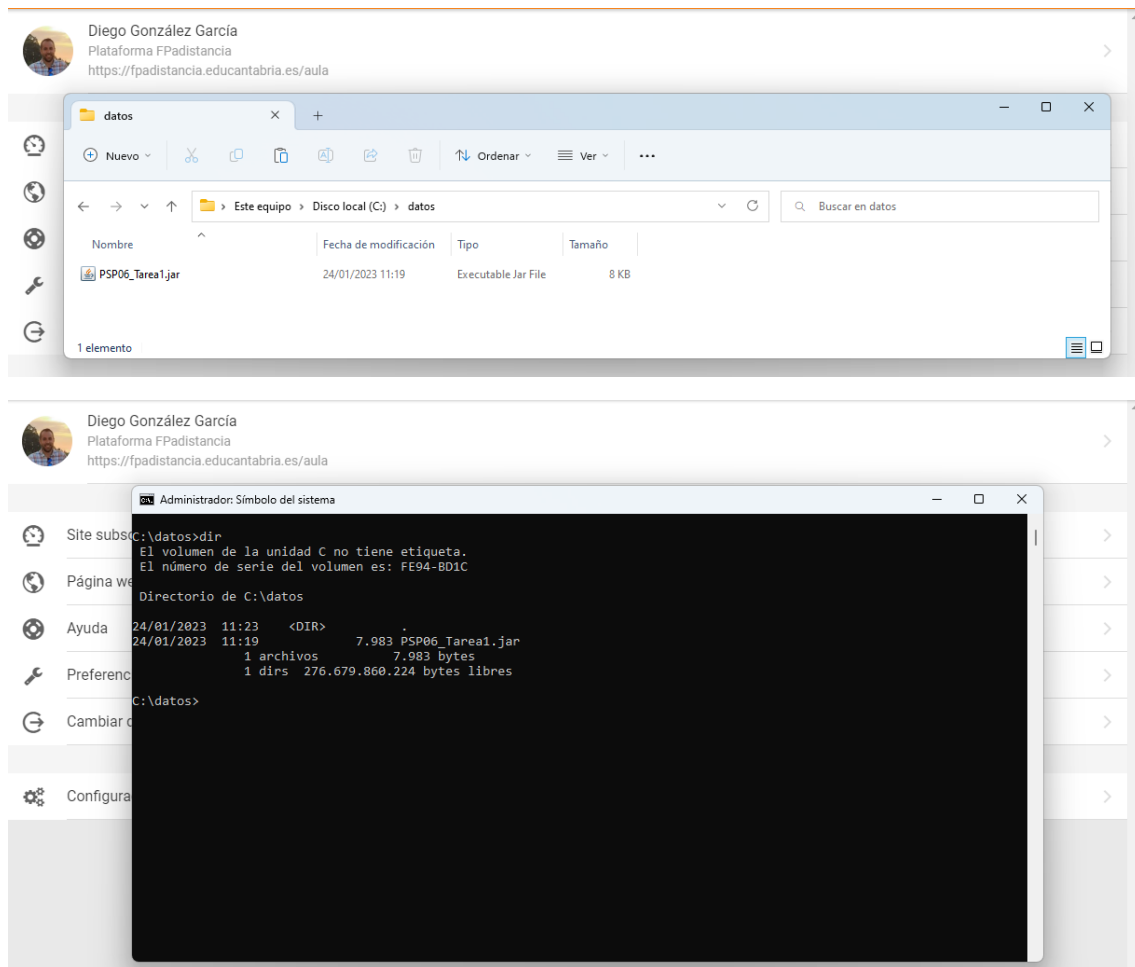 Diego González García
Plataforma FPadistancia
https://fpadistancia.educantabria.es/aula
datos
Nuevo Ordenar Ver
Este equipo > Disco local (C:) > datos Buscar en datos
Nombre Fecha de modificación Tipo Tamaño
PSP06_Tarea1.jar 24/01/2023 11:19 Executable Jar File 8 KB
1 elemento
Diego González García
Plataforma FPadistancia
https://fpadistancia.educantabria.es/aula
Administrador: Símbolo del sistema
Site subsc
Página we
Ayuda
Preferenc
Cambiar d
Configura
C:\datos>dir
El volumen de la unidad C no tiene etiqueta.
El número de serie del volumen es: FE94-BD1C
Directorio de C:\datos
24/01/2023 11:23 <DIR> .
24/01/2023 11:19 7.983 PSP06_Tarea1.jar
1 archivos 7.983 bytes
1 dirs 276.679.860.224 bytes libres
C:\datos>